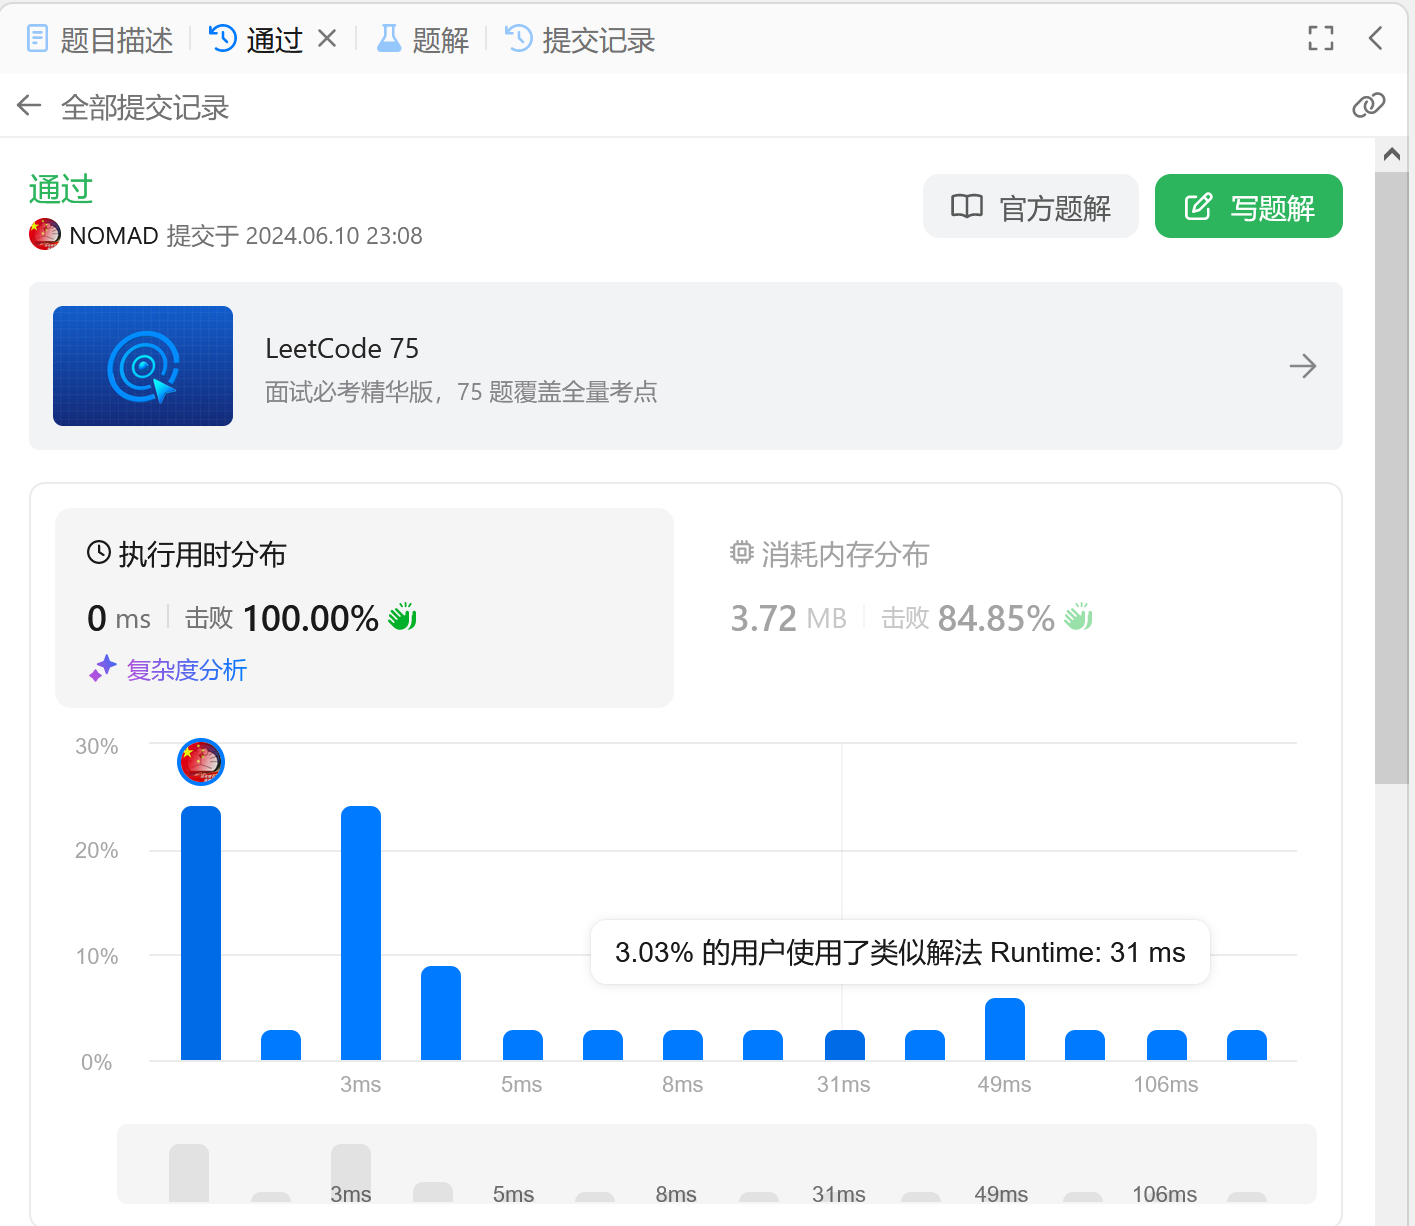 题目描述 通过 题解 提交记录
全部提交记录
通过
官方题解 写题解
NOMAD 提交于 2024.06.10 23:08
LeetCode 75
面试必考精华版，75 题覆盖全量考点
执行用时分布
0 ms 击败 100.00%
复杂度分析
消耗内存分布
3.72 MB 击败 84.85%
30%
20%
10%
0%
3.03% 的用户使用了类似解法 Runtime: 31 ms
3ms 5ms 8ms 31ms 49ms 106ms
3ms 5ms 8ms 31ms 49ms 106ms